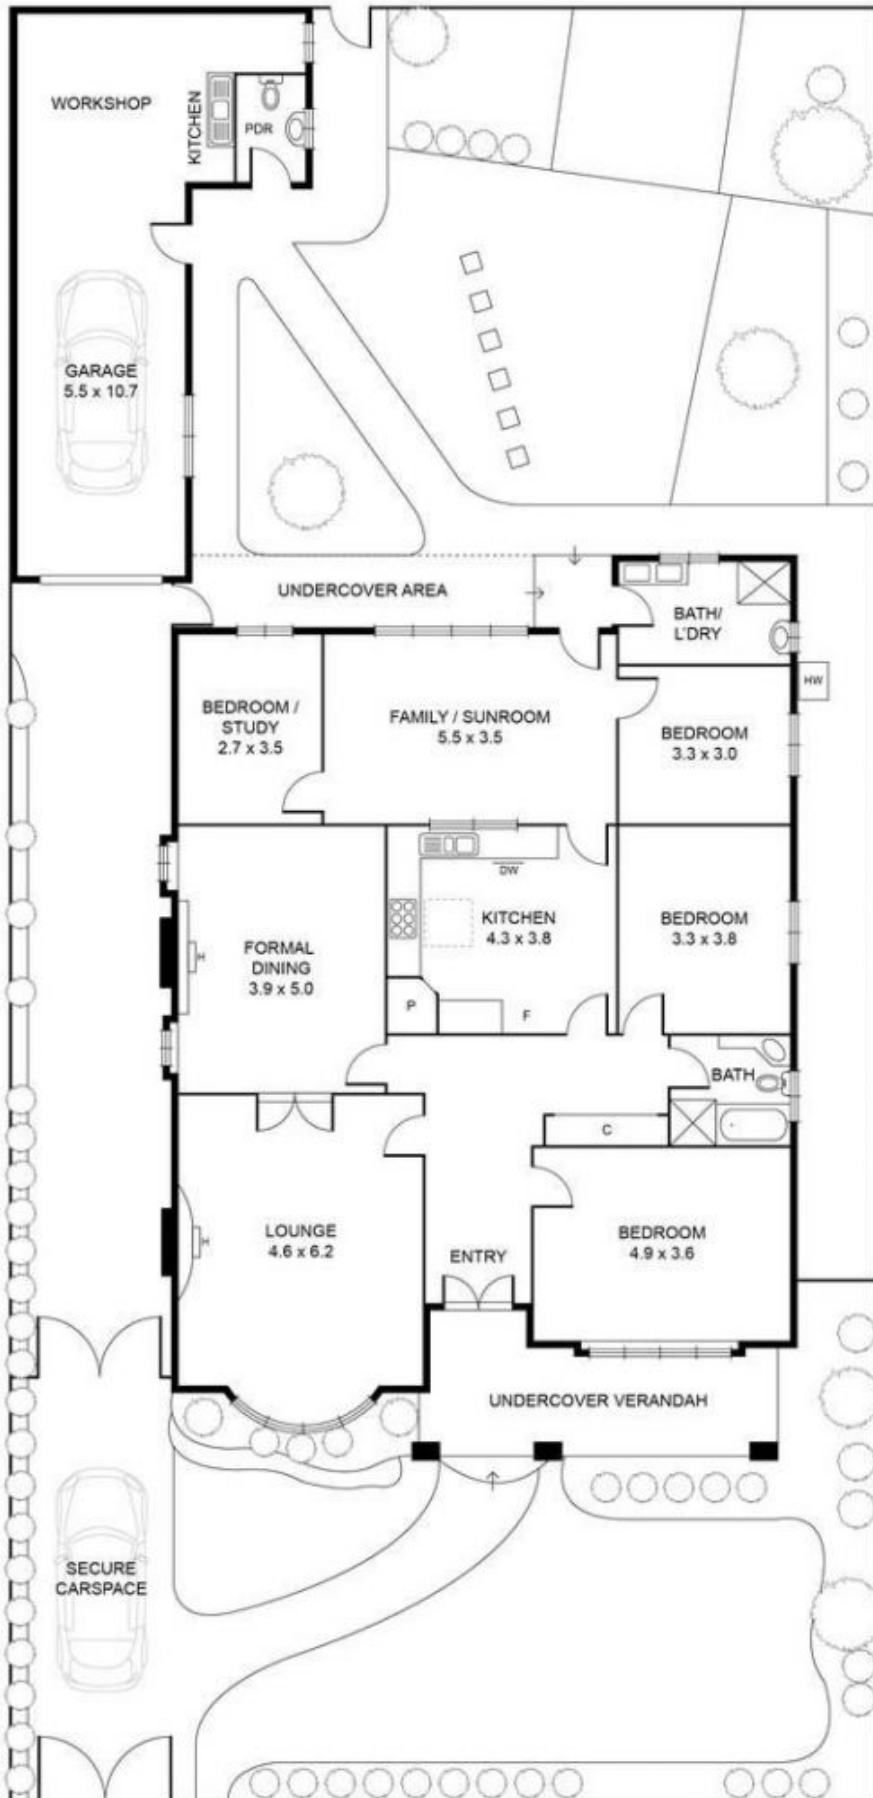 WORKSHOP
KITCHEN
PDR
GARAGE
5.5 x 10.7
UNDERCOVER AREA
BATH/
L'DRY
HW
BEDROOM /
STUDY
2.7 x 3.5
FAMILY / SUNROOM
5.5 x 3.5
BEDROOM
3.3 x 3.0
DW
KITCHEN
4.3 x 3.8
BEDROOM
3.3 x 3.8
FORMAL
DINING
3.9 x 5.0
H
P
F
BATH
C
LOUNGE
4.6 x 6.2
H
ENTRY
BEDROOM
4.9 x 3.6
UNDERCOVER VERANDAH
SECURE
CARSPACE